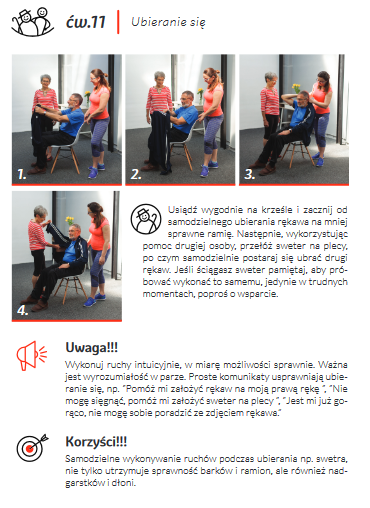 ćw.11 Ubieranie się
1.
2.
3.
4.
Usiądź wygodnie na krześle i zacznij od
samodzielnego ubierania rękawa na mniej
sprawne ramię. Następnie, wykorzystując
pomoc drugiej osoby, przełóż sweter na plecy,
po czym samodzielnie postaraj się ubrać drugi
rękaw. Jeśli ściągasz sweter pamiętaj, aby pró-
bować wykonać to samemu, jedynie w trudnych
momentach, poproś o wsparcie.
Uwaga!!!
Wykonuj ruchy intuicyjnie, w miarę możliwości sprawnie. Ważna
jest wyrozumiałość w parze. Proste komunikaty usprawniają ubie-
ranie się, np. "Pomóż mi założyć rękaw na moją prawą rękę ", "Nie
mogę sięgnąć, pomóż mi założyć sweter na plecy ", "Jest mi już go-
rąco, nie mogę sobie poradzić ze zdjęciem rękawa."
Korzyści!!!
Samodzielne wykonywanie ruchów podczas ubierania np. swetra,
nie tylko utrzymuje sprawność barków i ramion, ale również nad-
garstków i dłoni.